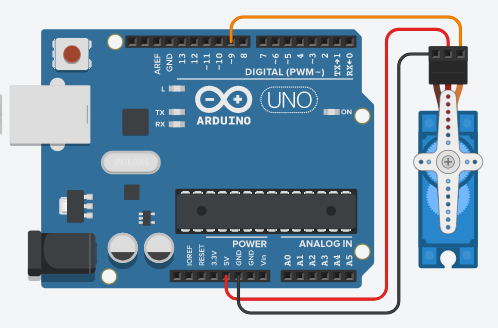 AREF
GND
13
12
~11
~10
~9
8
7
~6
~5
4
~3
2
TX→1
RX←0
DIGITAL (PWM~)
L
TX
RX
ARDUINO
UNO
ON
POWER
ANALOG IN
IOREF
RESET
3.3V
5V
GND
GND
Vin
A0
A1
A2
A3
A4
A5